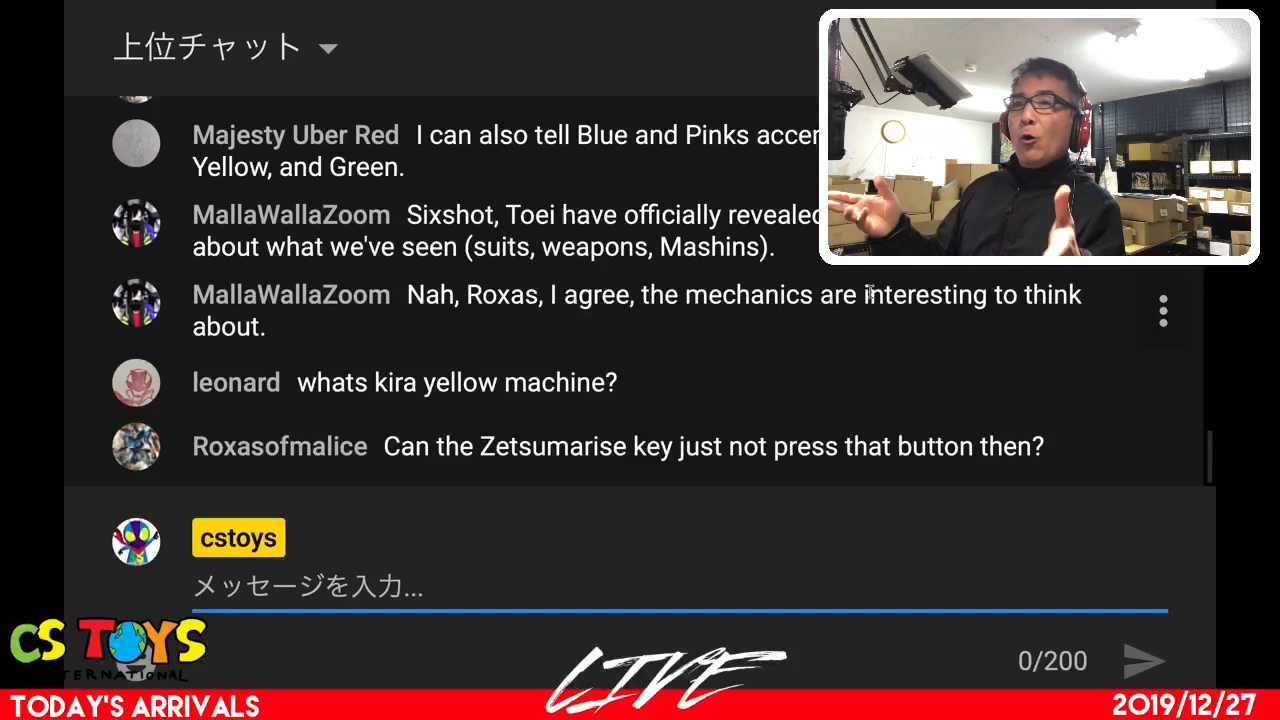 上位チャット
Majesty Uber Red I can also tell Blue and Pinks accer
Yellow, and Green.
MallaWallaZoom Sixshot, Toei have officially revealed
about what we've seen (suits, weapons, Mashins).
MallaWallaZoom Nah, Roxas, I agree, the mechanics are interesting to think
about.
leonard whats kira yellow machine?
Roxasofmalice Can the Zetsumarise key just not press that button then?
cstoys
メッセージを入力...
CS TOYS
INTERNATIONAL
LIVE
0/200
TODAY'S ARRIVALS
2019/12/27